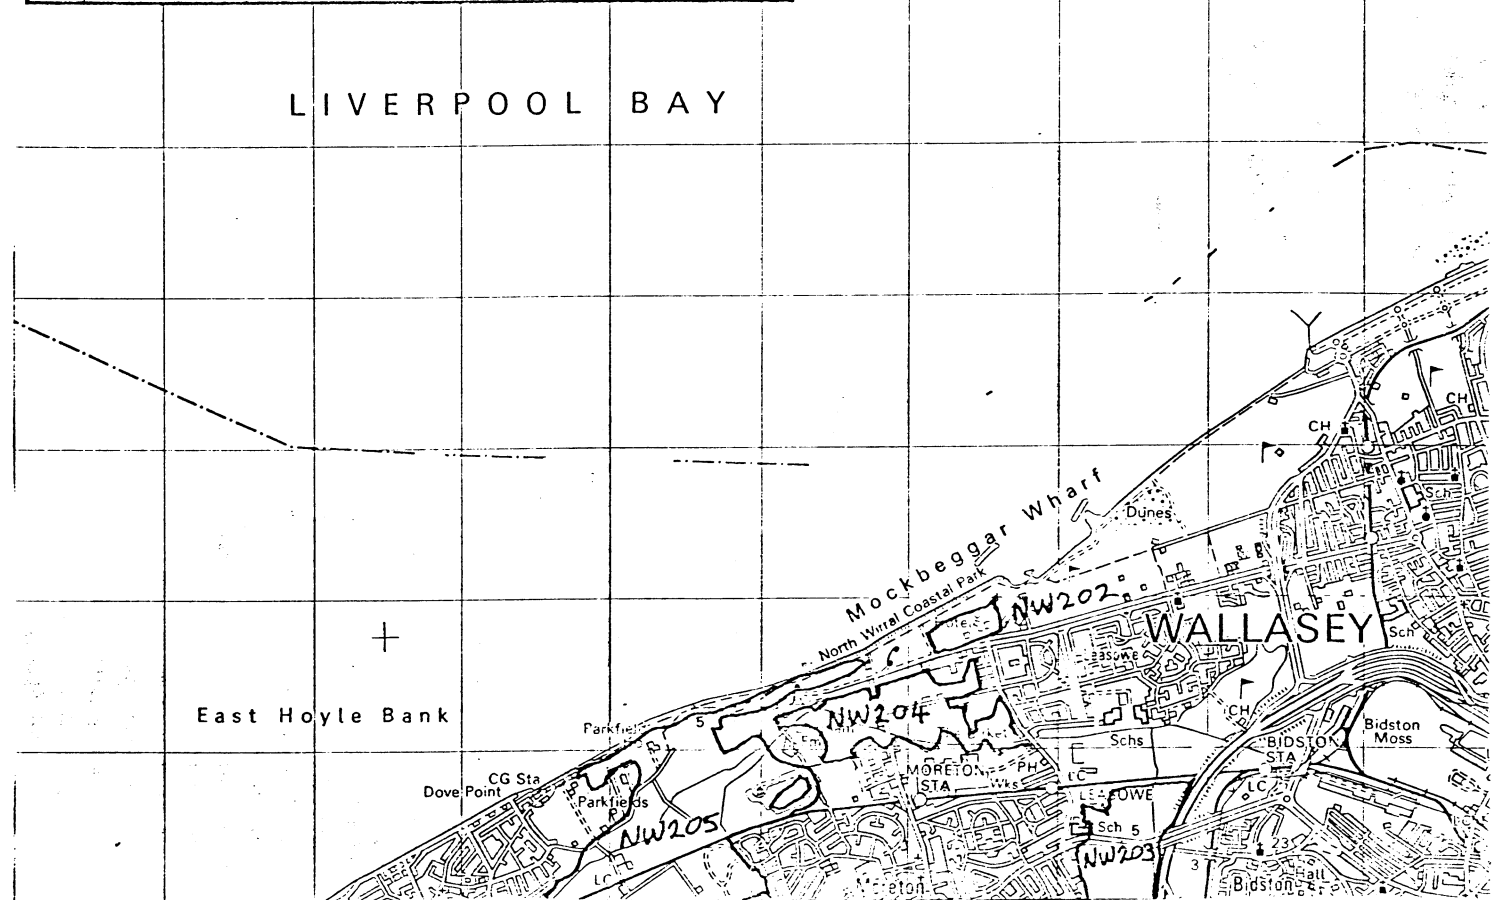 LIVERPOOL BAY
CH
CH
Sch
Mockbeggar Wharf
Dunes
North Wirral Coastal Park
NW202
WALLASEY
Sch
East Hoyle Bank
5
NW204
CH
Schs
BIDSTON
STA
Bidston
Moss
MORETON
STA
PH
Wks
LC
CG Sta
Dove Point
Parkfields
LC
NW205
Sch 5
NW203
3
23
Hall
Bidston
LC
Moreton